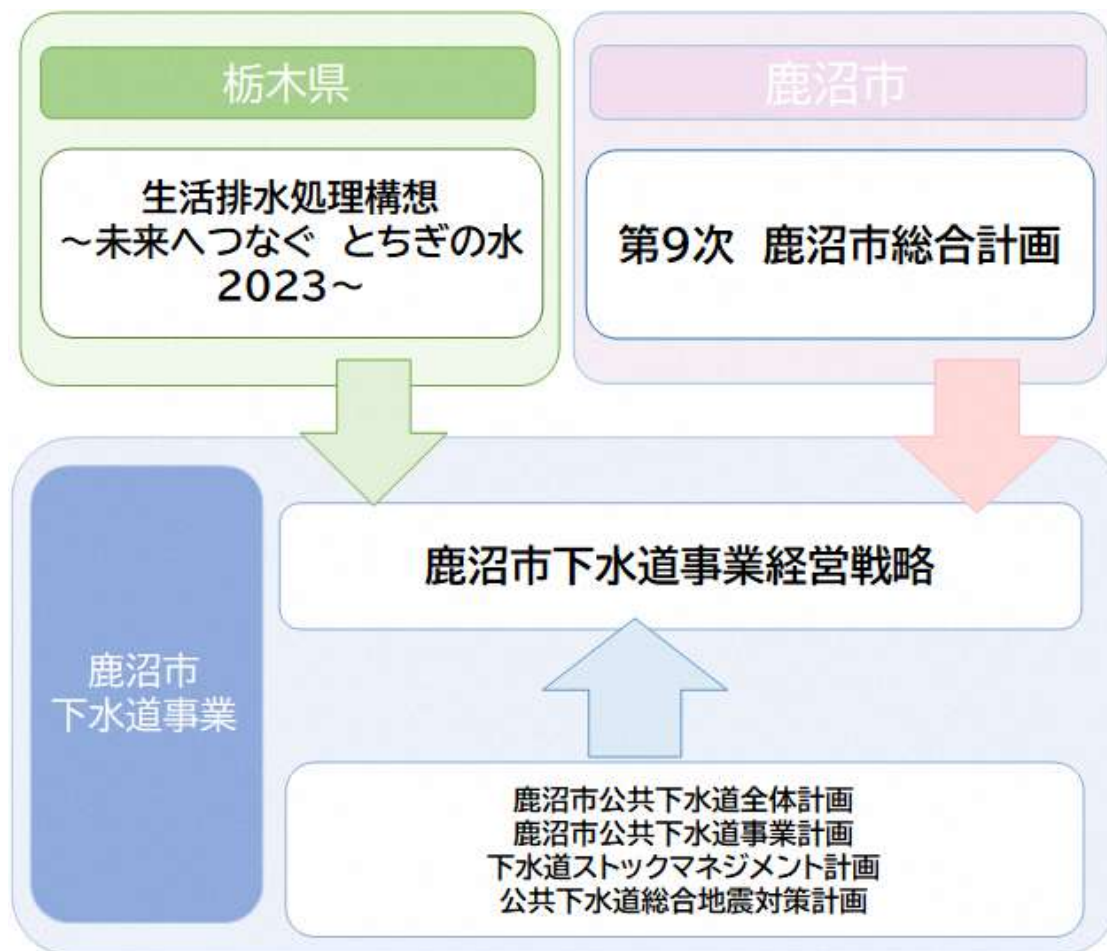 栃木県
生活排水処理構想
～未来へつなぐ とちぎの水
2023～
鹿沼市
第9次 鹿沼市総合計画
鹿沼市
下水道事業
鹿沼市下水道事業経営戦略
鹿沼市公共下水道全体計画
鹿沼市公共下水道事業計画
下水道ストックマネジメント計画
公共下水道総合地震対策計画